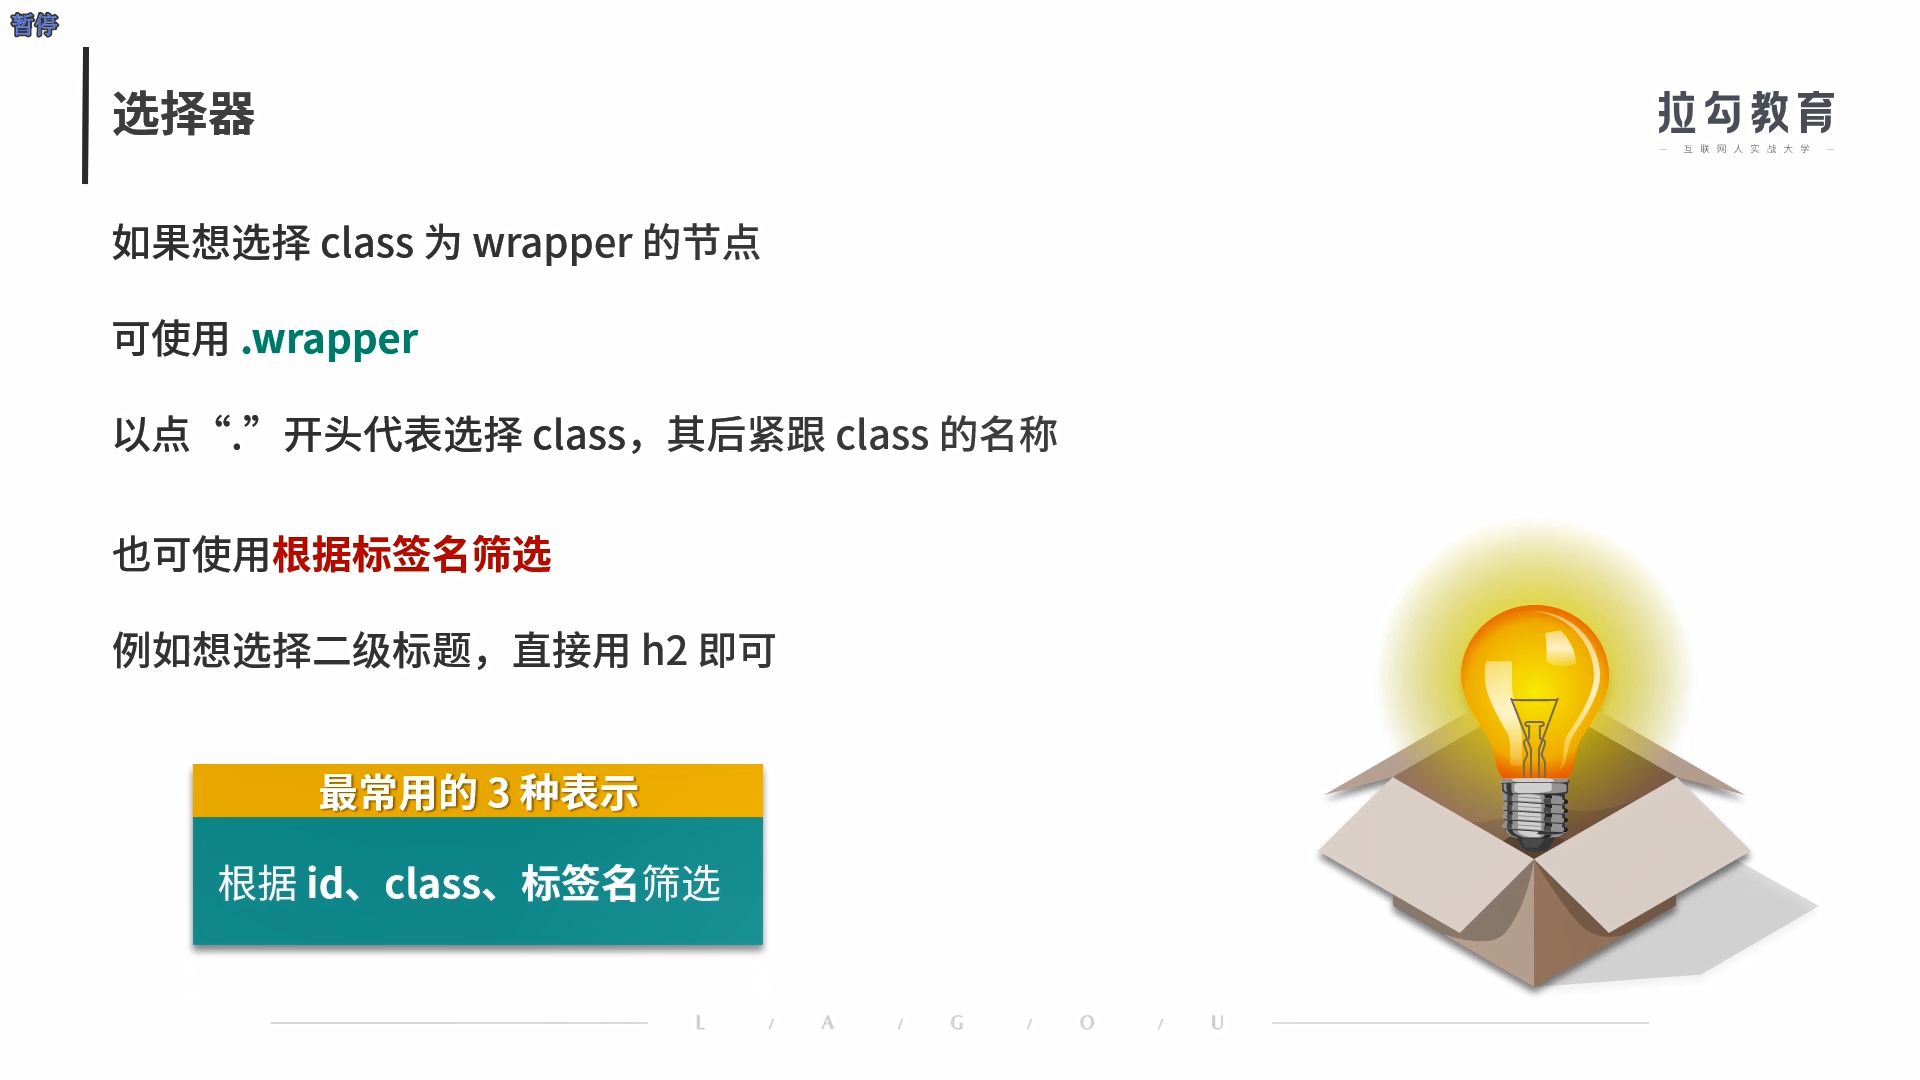 暂停
选择器
拉勾教育
— 互联网人实战大学 —
如果想选择 class 为 wrapper 的节点
可使用 .wrapper
以点“.”开头代表选择 class，其后紧跟 class 的名称
也可使用根据标签名筛选
例如想选择二级标题，直接用 h2 即可
最常用的 3 种表示
根据 id、class、标签名筛选
L / A / G / O / U